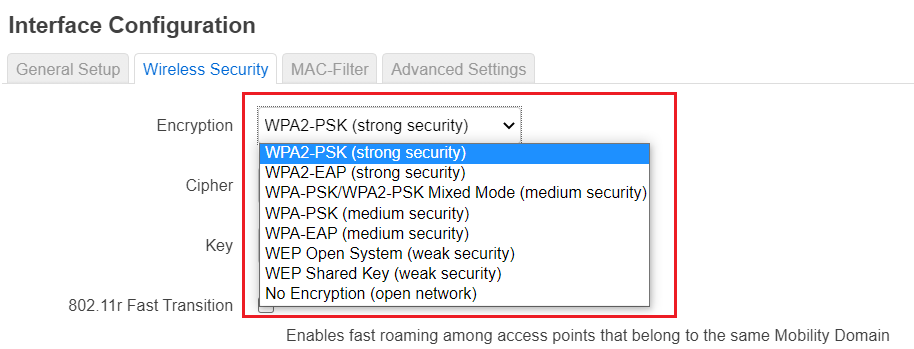 Interface Configuration
General Setup Wireless Security MAC-Filter Advanced Settings
Encryption WPA2-PSK (strong security)
WPA2-PSK (strong security)
WPA2-EAP (strong security)
Cipher
WPA-PSK/WPA2-PSK Mixed Mode (medium security)
WPA-PSK (medium security)
WPA-EAP (medium security)
Key
WEP Open System (weak security)
WEP Shared Key (weak security)
No Encryption (open network)
802.11r Fast Transition
Enables fast roaming among access points that belong to the same Mobility Domain